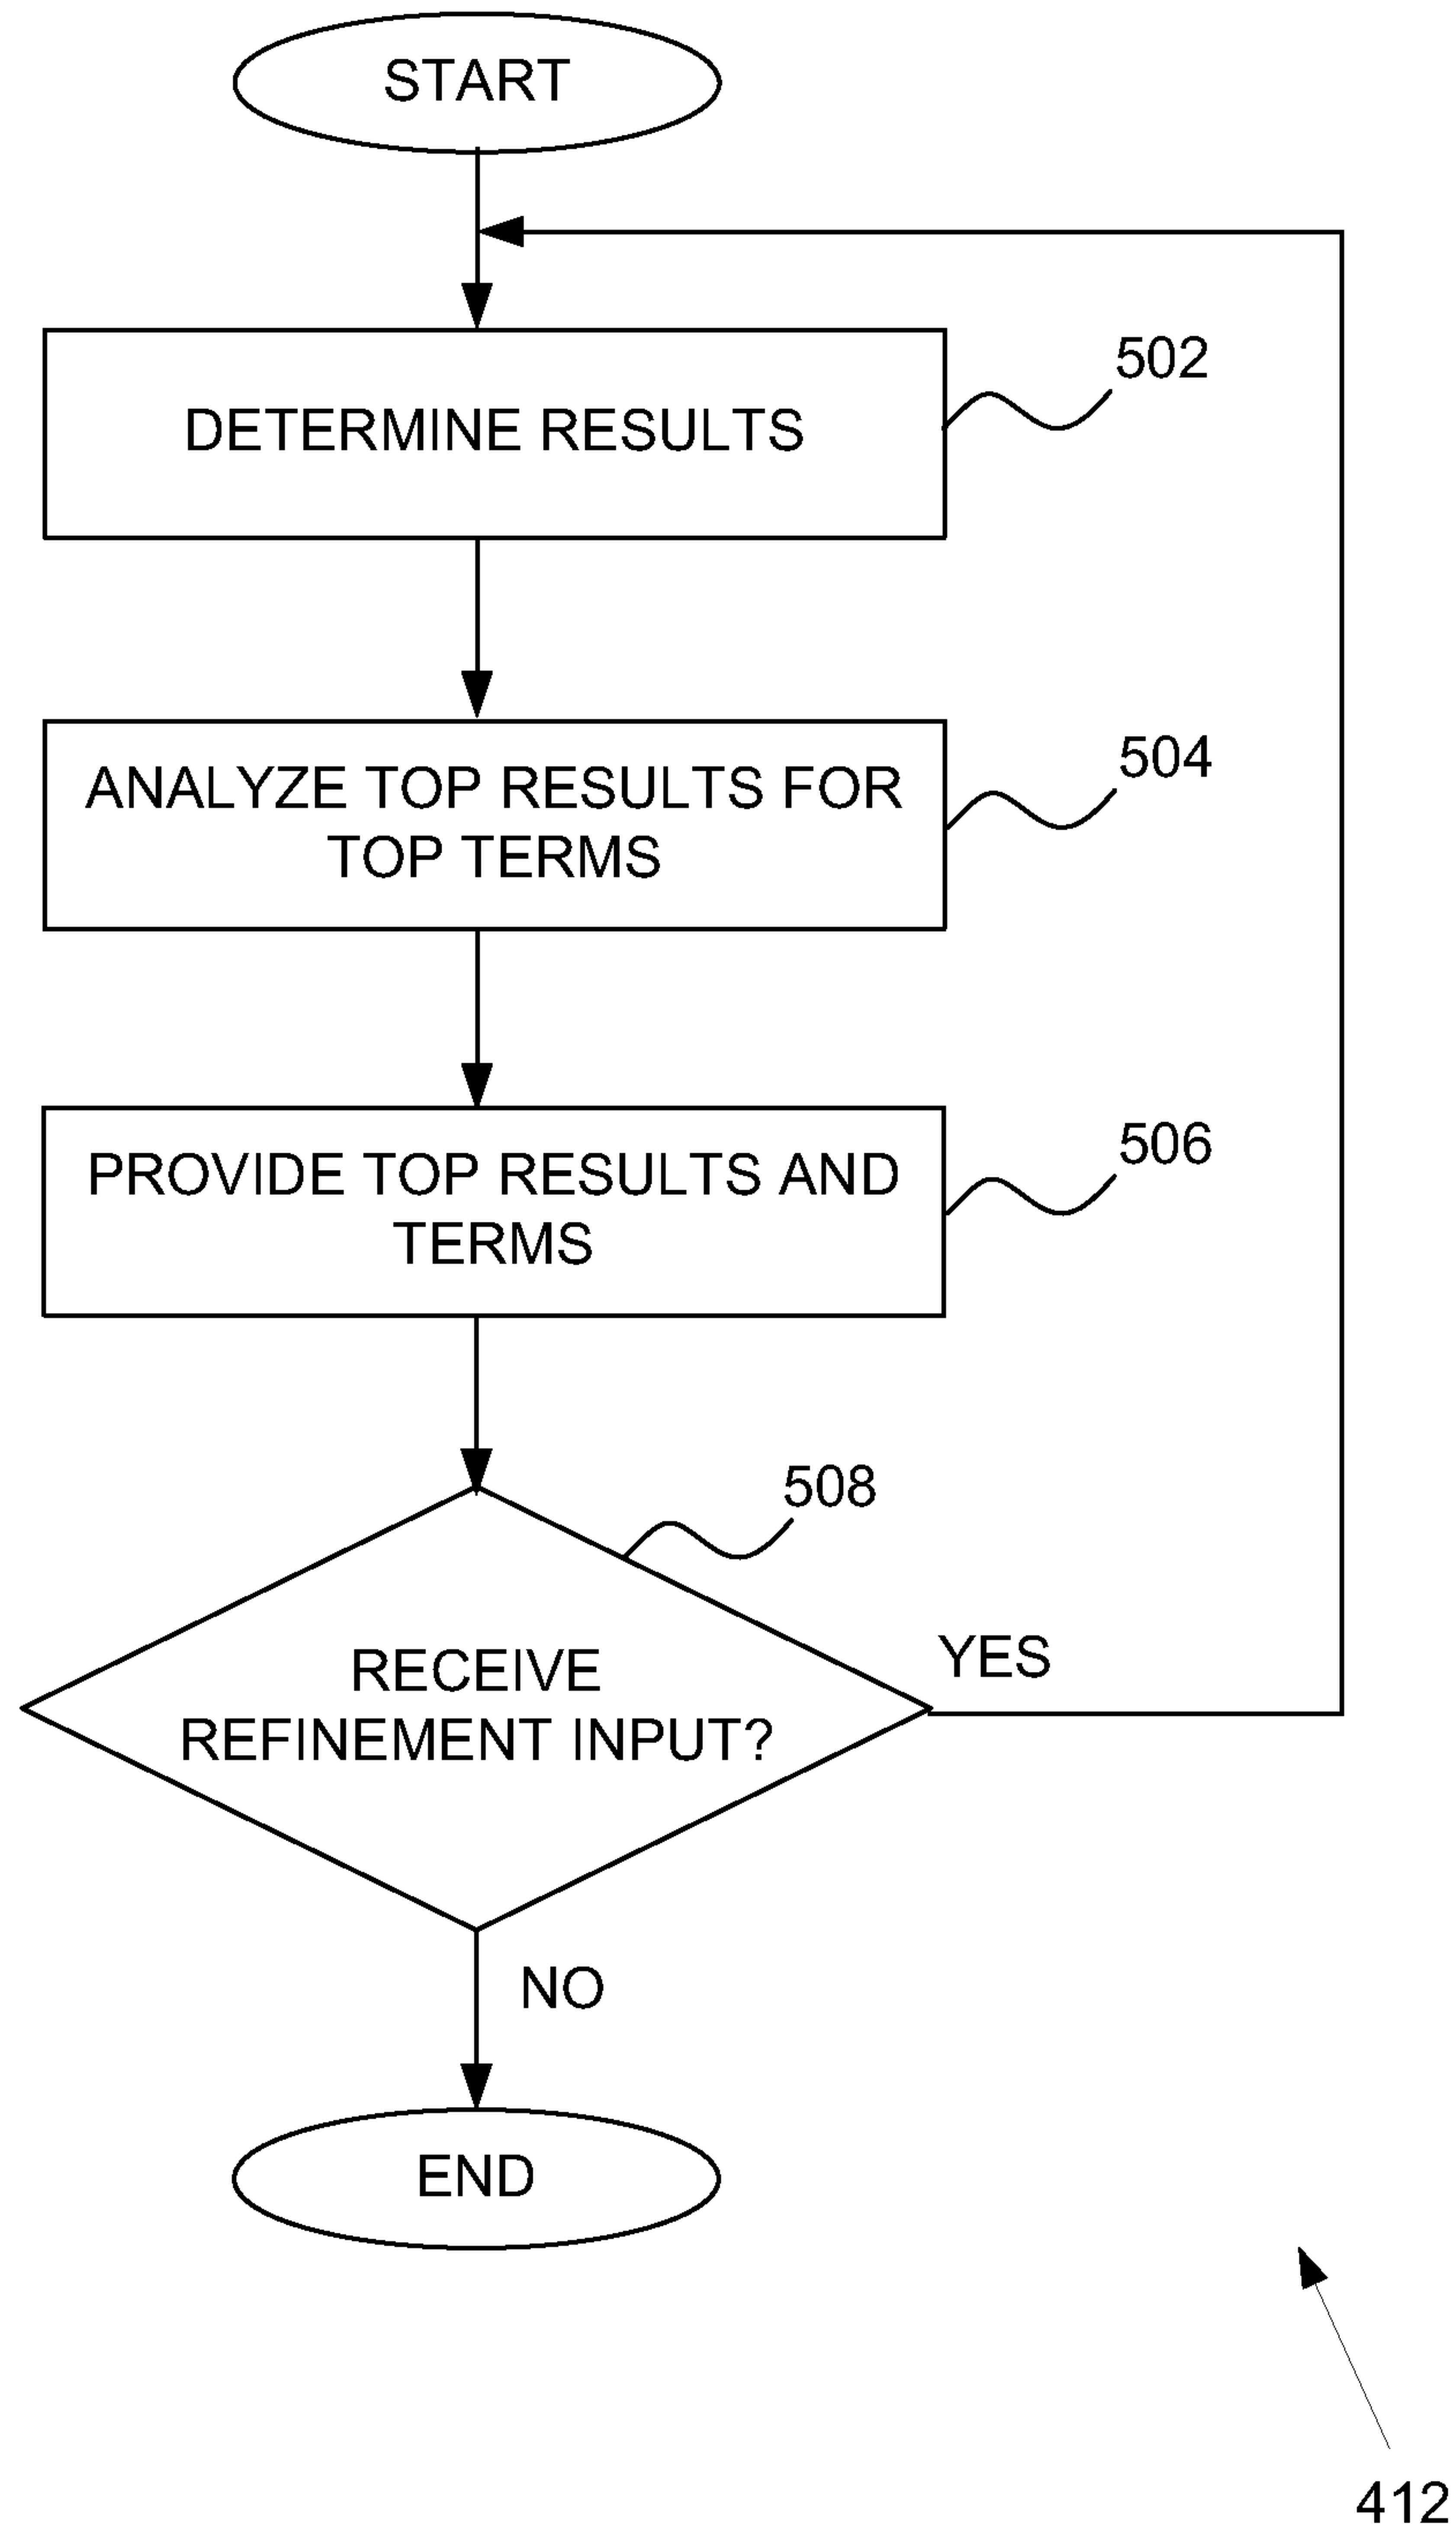 START
502
DETERMINE RESULTS
504
ANALYZE TOP RESULTS FOR
TOP TERMS
506
PROVIDE TOP RESULTS AND
TERMS
508
RECEIVE
REFINEMENT INPUT?
YES
NO
END
412